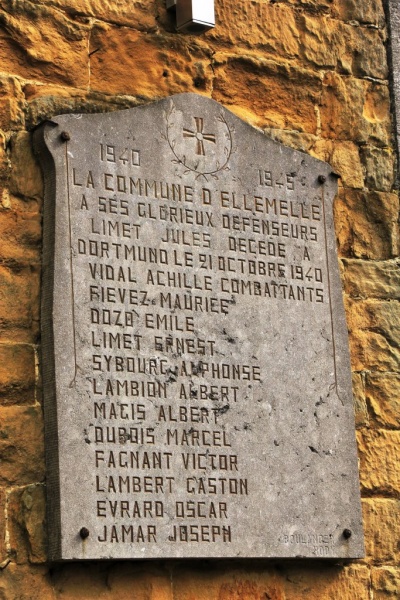 1940 1945
LA COMMUNE D ELLEMELLE
A SES GLORIEUX DEFENSEURS
LIMET JULES DECEDE A
DORTMUND LE 21 OCTOBRE 1940
VIDAL ACHILLE COMBATTANTS
FIEVEZ MAURICE
DOZO EMILE
LIMET ERNEST
SYBOURG ALPHONSE
LAMBION ALBERT
MAGIS ALBERT
DUBOIS MARCEL
FAGNANT VICTOR
LAMBERT GASTON
EVRARD OSCAR
JAMAR JOSEPH
BOULANGER